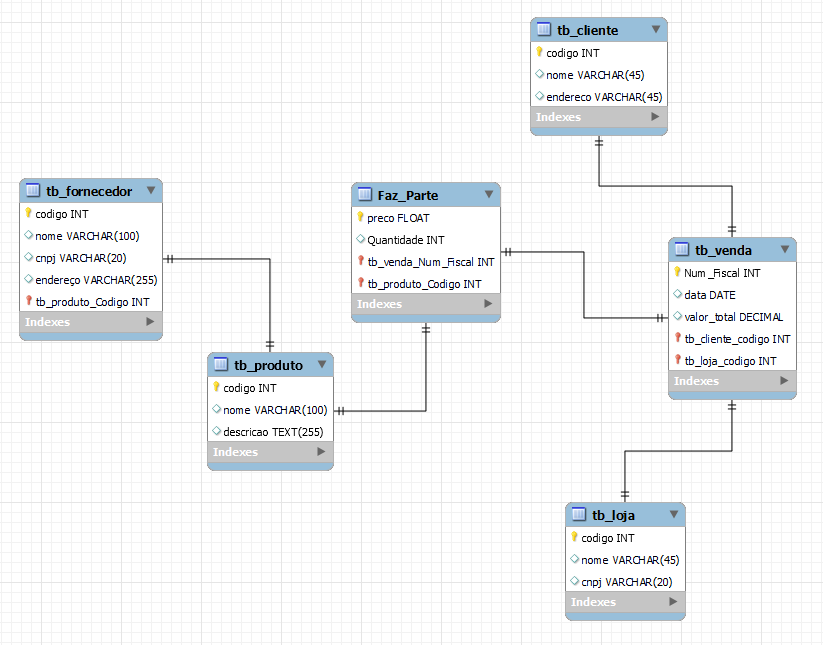 tb_cliente
codigo INT
nome VARCHAR(45)
endereco VARCHAR(45)
Indexes
tb_fornecedor
codigo INT
nome VARCHAR(100)
cnpj VARCHAR(20)
endereço VARCHAR(255)
tb_produto_Codigo INT
Indexes
Faz_Parte
preco FLOAT
Quantidade INT
tb_venda_Num_Fiscal INT
tb_produto_Codigo INT
Indexes
tb_venda
Num_Fiscal INT
data DATE
valor_total DECIMAL
tb_cliente_codigo INT
tb_loja_codigo INT
Indexes
tb_produto
codigo INT
nome VARCHAR(100)
descricao TEXT(255)
Indexes
tb_loja
codigo INT
nome VARCHAR(45)
cnpj VARCHAR(20)
Indexes